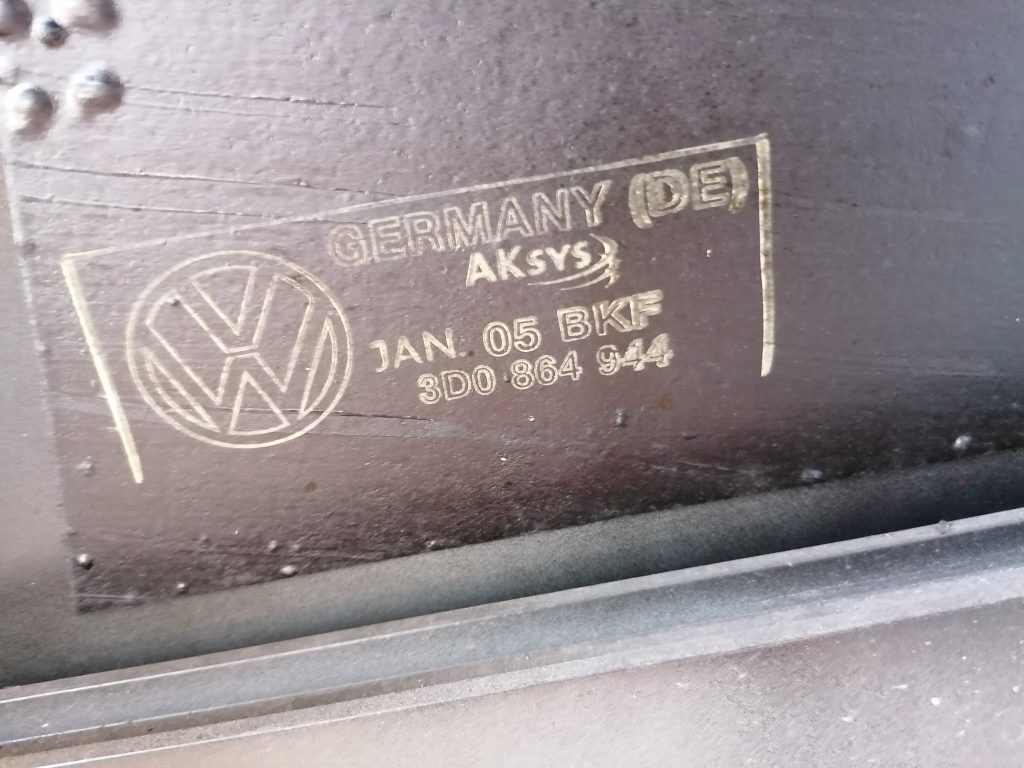 GERMANY (DE)
AKsys
JAN. 05 BKF
3D0 864 944